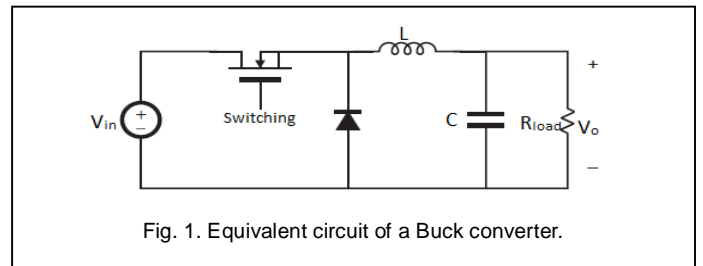 L
+
Vin
+
−
Switching
C
Rload
Vo
−
Fig. 1. Equivalent circuit of a Buck converter.